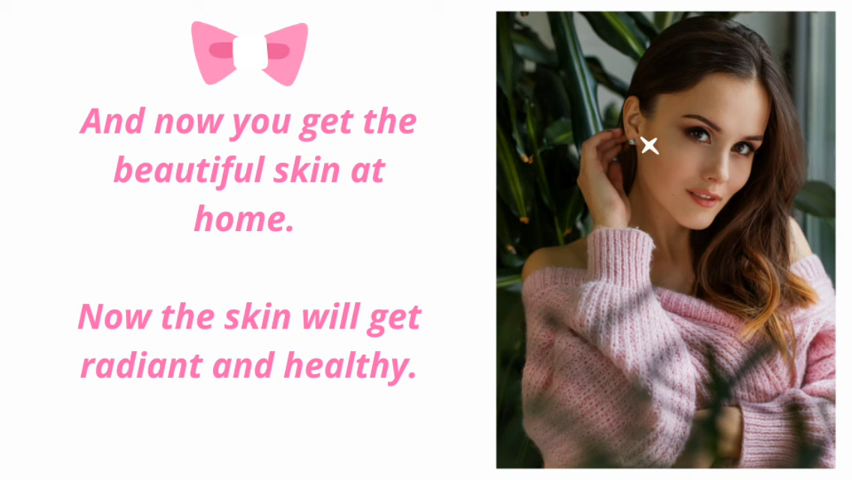 And now you get the
beautiful skin at
home.
Now the skin will get
radiant and healthy.